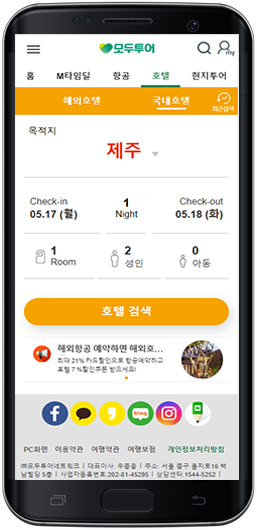 모두투어
my
홈 M타임딜 항공 호텔 현지투어
해외호텔 국내호텔 최근검색
목적지
제주
Check-in 1 Check-out
05.17 (월) Night 05.18 (화)
1 2 0
Room 성인 아동
호텔 검색
해외항공 예약하면 해외호...
최대 21% 카드할인으로 항공예약하고
호텔 7%할인쿠폰 받으세요!
blog
PC화면 이용약관 여행약관 여행보험 개인정보처리방침
㈜모두투어네트워크 | 대표이사: 우종웅 | 주소: 서울 중구 을지로16 백
남빌딩 5층 | 사업자등록번호:202-81-45295 | 상담센터:1544-5252 |